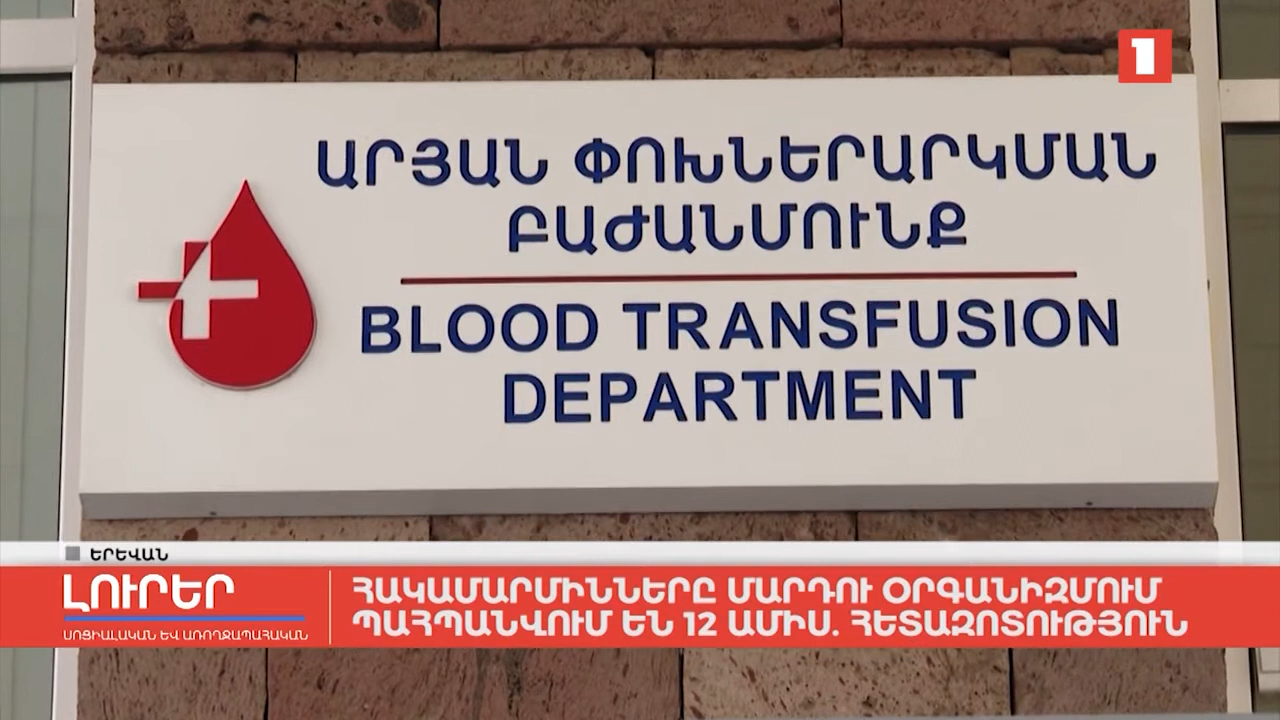 1
ԱՐՅԱՆ ՓՈԽՆԵՐԱՐԿՄԱՆ
ԲԱԺԱՆՄՈՒՆՔ
BLOOD TRANSFUSION
DEPARTMENT
ԵՐԵՎԱՆ
ԼՈՒՐԵՐ
ՍՈՑԻԱԼԱԿԱՆ ԵՎ ԱՌՈՂՋԱՊԱՀԱԿԱՆ
ՀԱԿԱՄԱՐՄԻՆՆԵՐԸ ՄԱՐԴՈՒ ՕՐԳԱՆԻԶՄՈՒՄ
ՊԱՀՊԱՆՎՈՒՄ ԵՆ 12 ԱՄԻՍ. ՀԵՏԱԶՈՏՈՒԹՅՈՒՆ